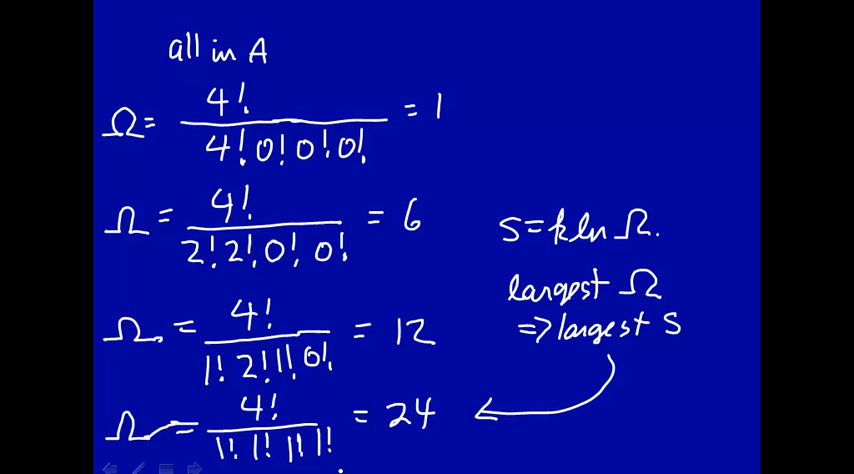 all in A
Ω = 4! / 4! 0! 0! 0! = 1
Ω = 4! / 2! 2! 0! 0! = 6
S = k ln Ω.
largest Ω
⇒ largest S
Ω = 4! / 1! 2! 1! 0! = 12
Ω = 4! / 1! 1! 1! 1! = 24